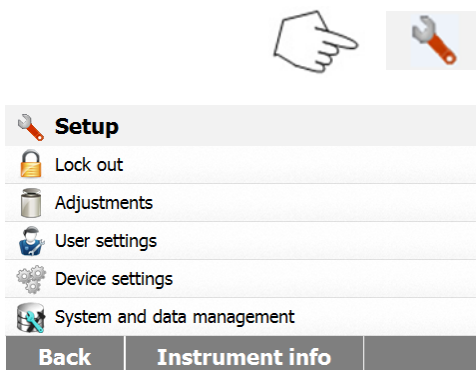 Setup
Lock out
Adjustments
User settings
Device settings
System and data management
Back Instrument info